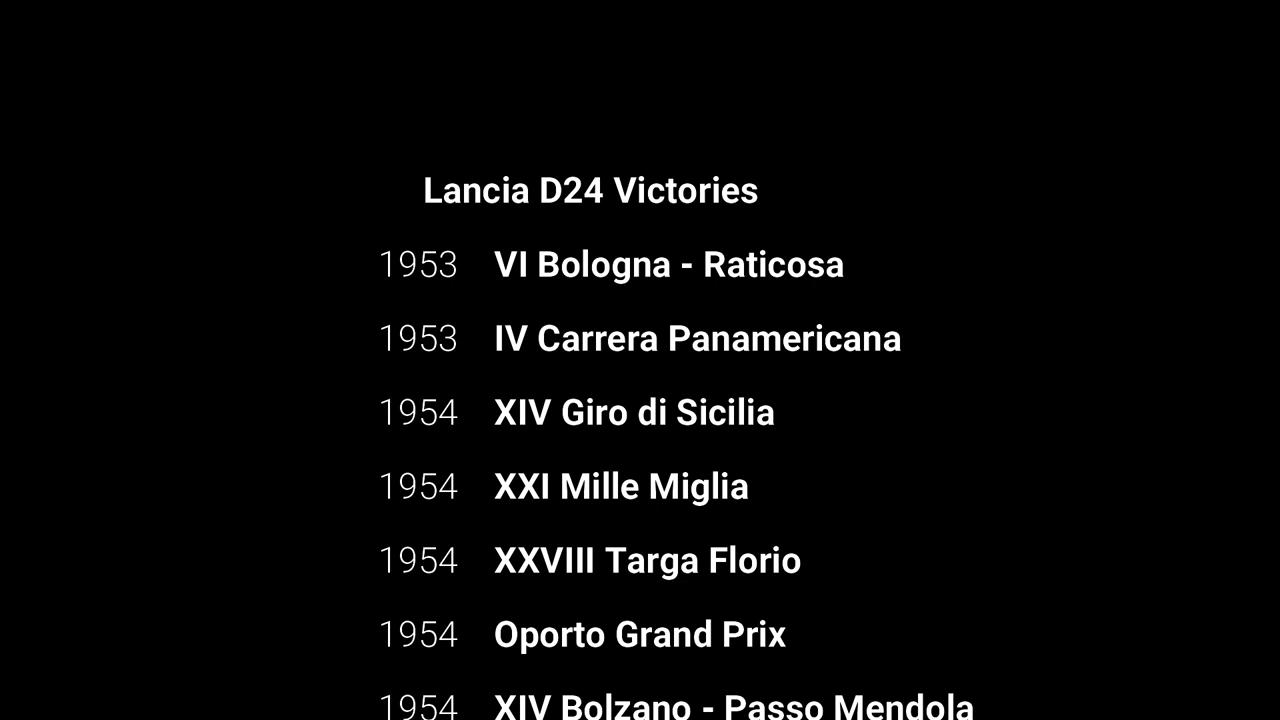 Lancia D24 Victories
1953 VI Bologna - Raticosa
1953 IV Carrera Panamericana
1954 XIV Giro di Sicilia
1954 XXI Mille Miglia
1954 XXVIII Targa Florio
1954 Oporto Grand Prix
1954 XIV Bolzano - Passo Mendola